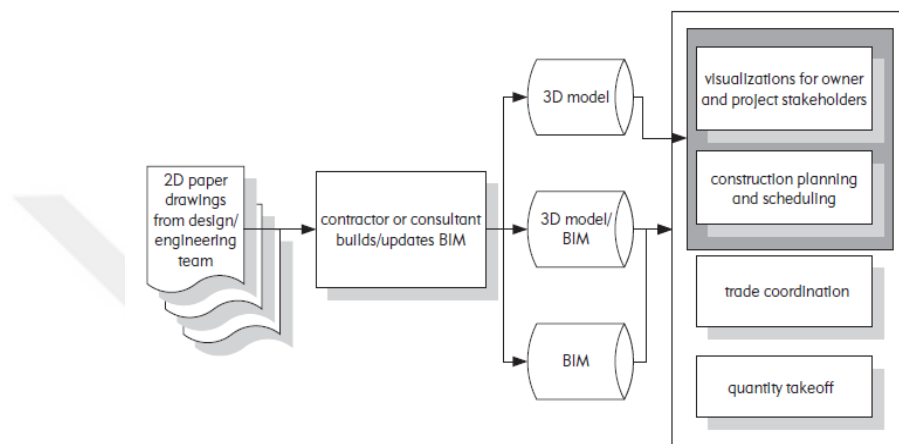 2D paper
drawings
from design/
engineering
team
contractor or consultant
builds/updates BIM
3D model
3D model/
BIM
BIM
visualizations for owner
and project stakeholders
construction planning
and scheduling
trade coordination
quantity takeoff